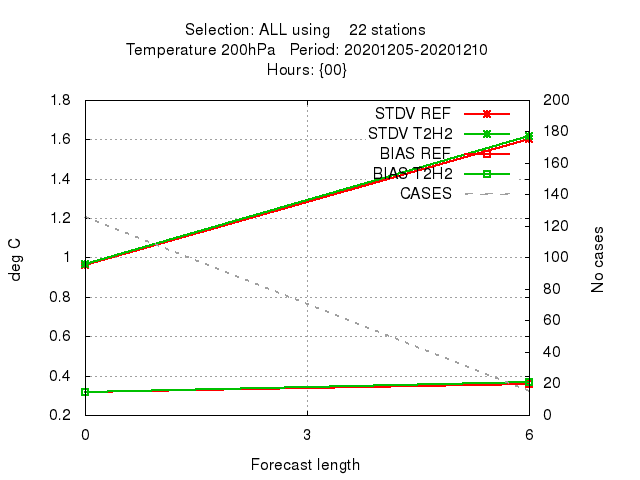 Selection: ALL using 22 stations
Temperature 200hPa Period: 20201205-20201210
Hours: {00}
1.8
1.6
1.4
1.2
1
0.8
0.6
0.4
0.2
200
180
160
140
120
100
80
60
40
20
0
STDV REF
STDV T2H2
BIAS REF
BIAS T2H2
CASES
deg C
No cases
0 3 6
Forecast length